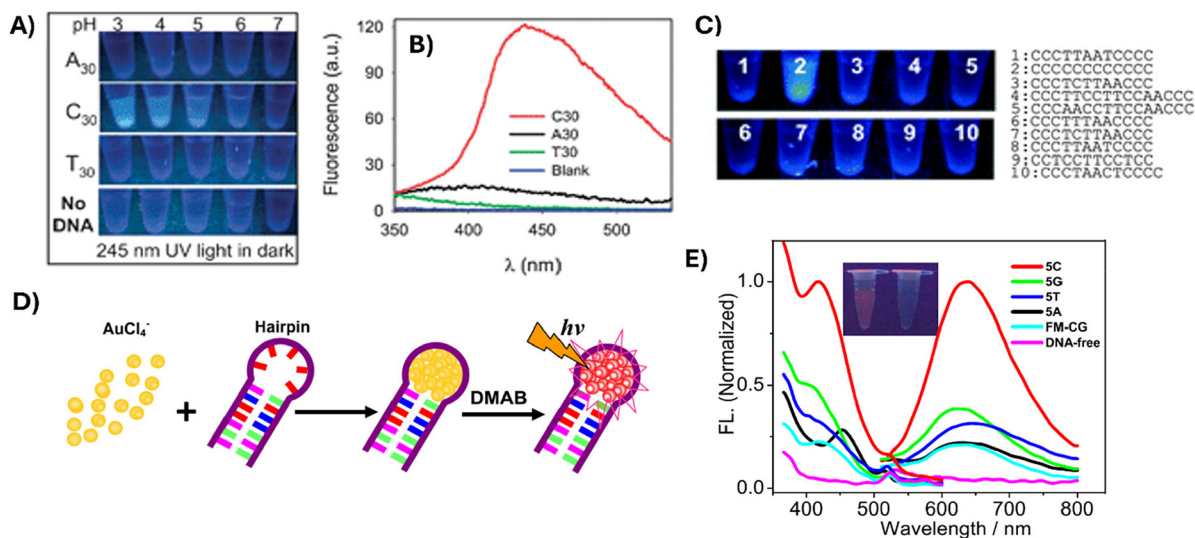 A)
pH 3 4 5 6 7
A30
C30
T30
No
DNA
245 nm UV light in dark
B)
Fluorescence (a.u.)
120
90
60
30
0
C30
A30
T30
Blank
350 400 450 500
λ (nm)
C)
1 2 3 4 5
6 7 8 9 10
1:CCCTTAATCCCC
2:CCCCCCCCCCCC
3:CCCTCTTAACCC
4:CCCTTCCTTCCAACCC
5:CCCAACCTTCCAACCC
6:CCCTTTAACCCC
7:CCCTCTTAACCC
8:CCCTTAATCCCC
9:CCTCCTTCCTCC
10:CCCTAACTCCCC
D)
AuCl4-
Hairpin
+
hv
DMAB
E)
FL. (Normalized)
1.0
0.5
0.0
5C
5G
5T
5A
FM-CG
DNA-free
400 500 600 700 800
Wavelength / nm